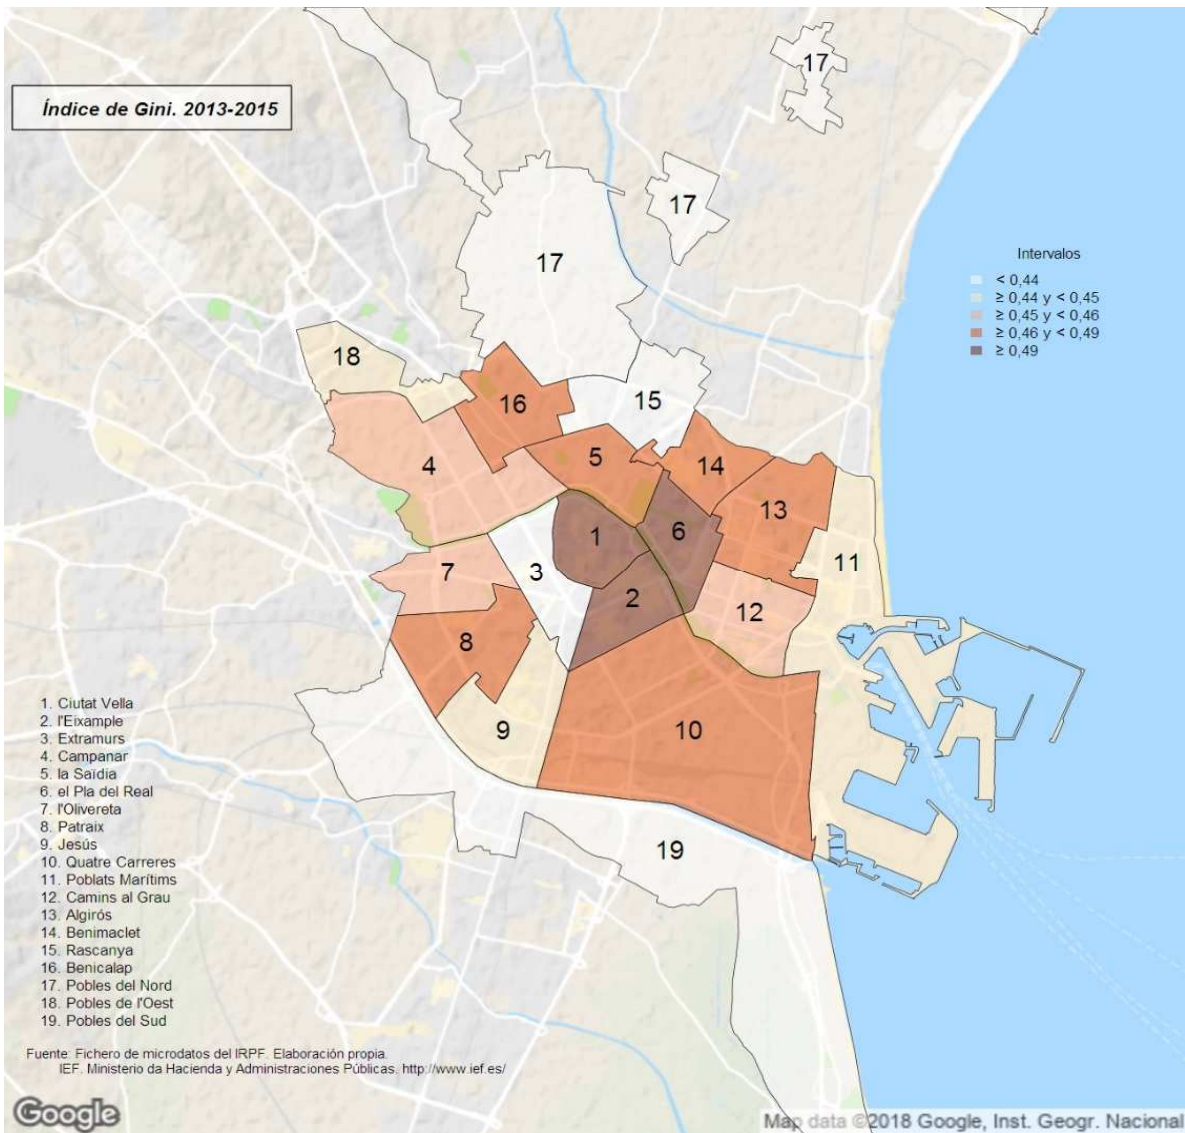 Índice de Gini. 2013-2015
17
17
17
Intervalos
< 0,44
≥ 0,44 y < 0,45
≥ 0,45 y < 0,46
≥ 0,46 y < 0,49
≥ 0,49
18
16
15
4
5
14
13
1
6
11
3
7
2
12
8
9
10
19
1. Ciutat Vella
2. l'Eixample
3. Extramurs
4. Campanar
5. la Saïdia
6. el Pla del Real
7. l'Olivereta
8. Patraix
9. Jesús
10. Quatre Carreres
11. Poblats Marítims
12. Camins al Grau
13. Algirós
14. Benimaclet
15. Rascanya
16. Benicalap
17. Pobles del Nord
18. Pobles de l'Oest
19. Pobles del Sud
Fuente: Fichero de microdatos del IRPF. Elaboración propia.
IEF. Ministerio da Hacienda y Administraciones Públicas. http://www.ief.es/
Google
Map data ©2018 Google, Inst. Geogr. Nacional